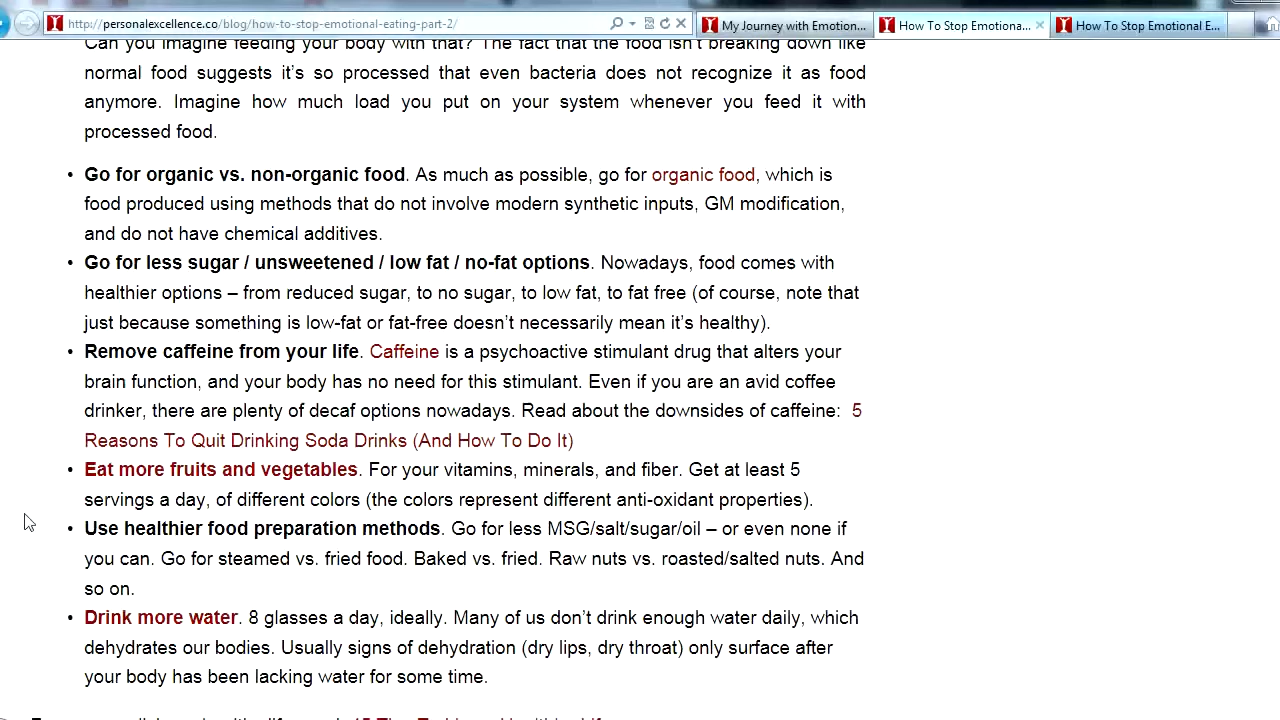 http://personalexcellence.co/blog/how-to-stop-emotional-eating-part-2/
My Journey with Emotion...
How To Stop Emotiona...
How To Stop Emotional E...
Can you imagine feeding your body with that? The fact that the food isn't breaking down like
normal food suggests it's so processed that even bacteria does not recognize it as food
anymore. Imagine how much load you put on your system whenever you feed it with
processed food.
• Go for organic vs. non-organic food. As much as possible, go for organic food, which is
food produced using methods that do not involve modern synthetic inputs, GM modification,
and do not have chemical additives.
• Go for less sugar / unsweetened / low fat / no-fat options. Nowadays, food comes with
healthier options – from reduced sugar, to no sugar, to low fat, to fat free (of course, note that
just because something is low-fat or fat-free doesn't necessarily mean it's healthy).
• Remove caffeine from your life. Caffeine is a psychoactive stimulant drug that alters your
brain function, and your body has no need for this stimulant. Even if you are an avid coffee
drinker, there are plenty of decaf options nowadays. Read about the downsides of caffeine: 5
Reasons To Quit Drinking Soda Drinks (And How To Do It)
• Eat more fruits and vegetables. For your vitamins, minerals, and fiber. Get at least 5
servings a day, of different colors (the colors represent different anti-oxidant properties).
• Use healthier food preparation methods. Go for less MSG/salt/sugar/oil – or even none if
you can. Go for steamed vs. fried food. Baked vs. fried. Raw nuts vs. roasted/salted nuts. And
so on.
• Drink more water. 8 glasses a day, ideally. Many of us don't drink enough water daily, which
dehydrates our bodies. Usually signs of dehydration (dry lips, dry throat) only surface after
your body has been lacking water for some time.